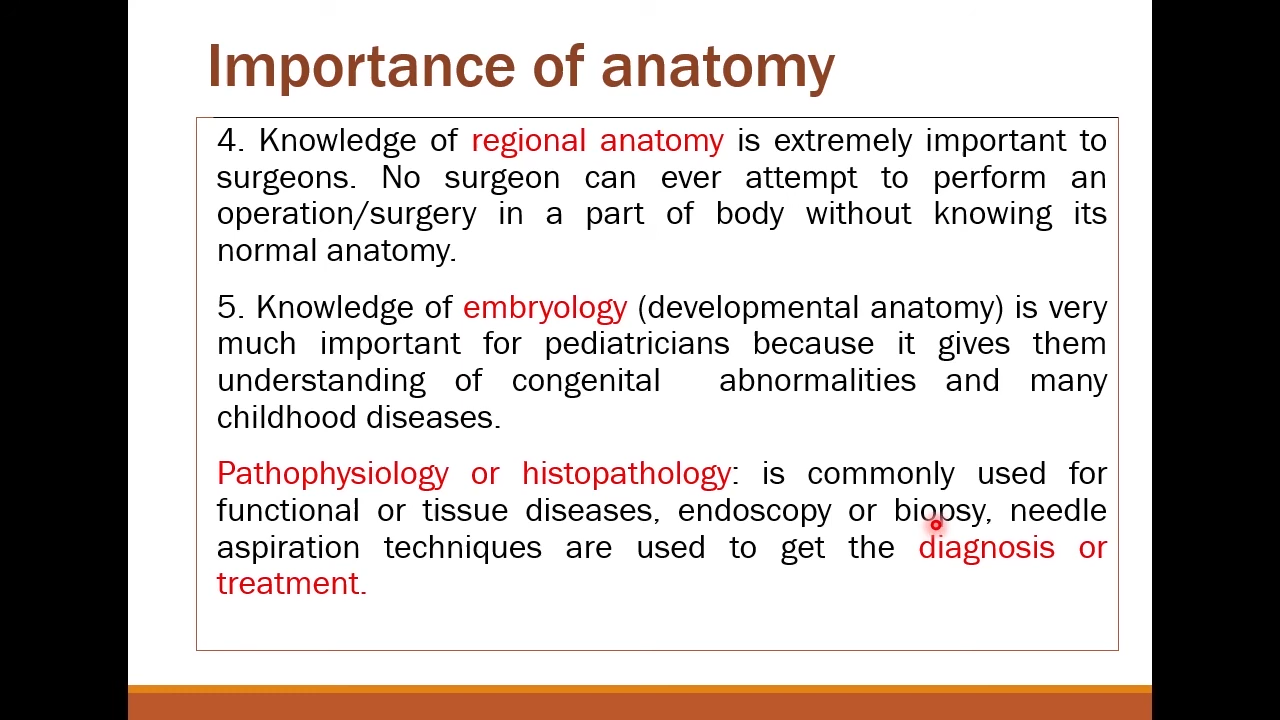 Importance of anatomy
4. Knowledge of regional anatomy is extremely important to
surgeons. No surgeon can ever attempt to perform an
operation/surgery in a part of body without knowing its
normal anatomy.
5. Knowledge of embryology (developmental anatomy) is very
much important for pediatricians because it gives them
understanding of congenital abnormalities and many
childhood diseases.
Pathophysiology or histopathology: is commonly used for
functional or tissue diseases, endoscopy or biopsy, needle
aspiration techniques are used to get the diagnosis or
treatment.